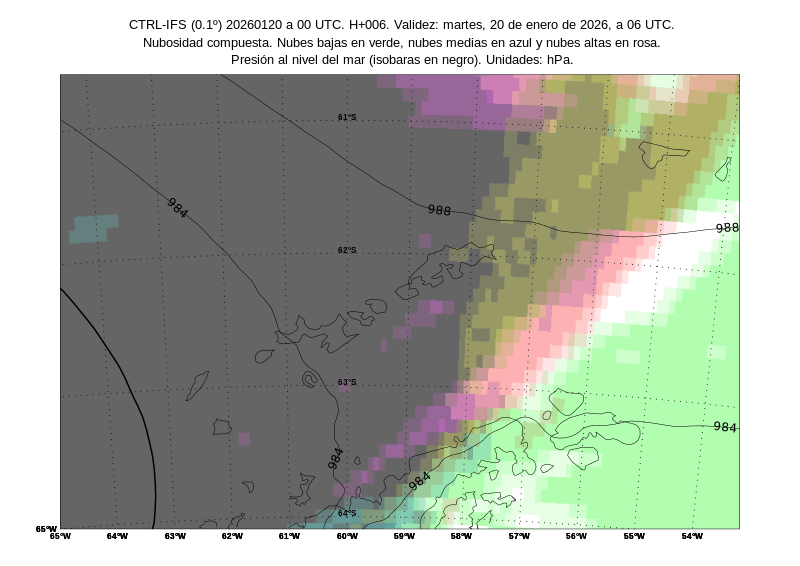 CTRL-IFS (0.1º) 20260120 a 00 UTC. H+006. Validez: martes, 20 de enero de 2026, a 06 UTC.
Nubosidad compuesta. Nubes bajas en verde, nubes medias en azul y nubes altas en rosa.
Presión al nivel del mar (isobaras en negro). Unidades: hPa.
61°S
984
988
988
62°S
63°S
984
984
984
64°S
65°W
65°W 64°W 63°W 62°W 61°W 60°W 59°W 58°W 57°W 56°W 55°W 54°W